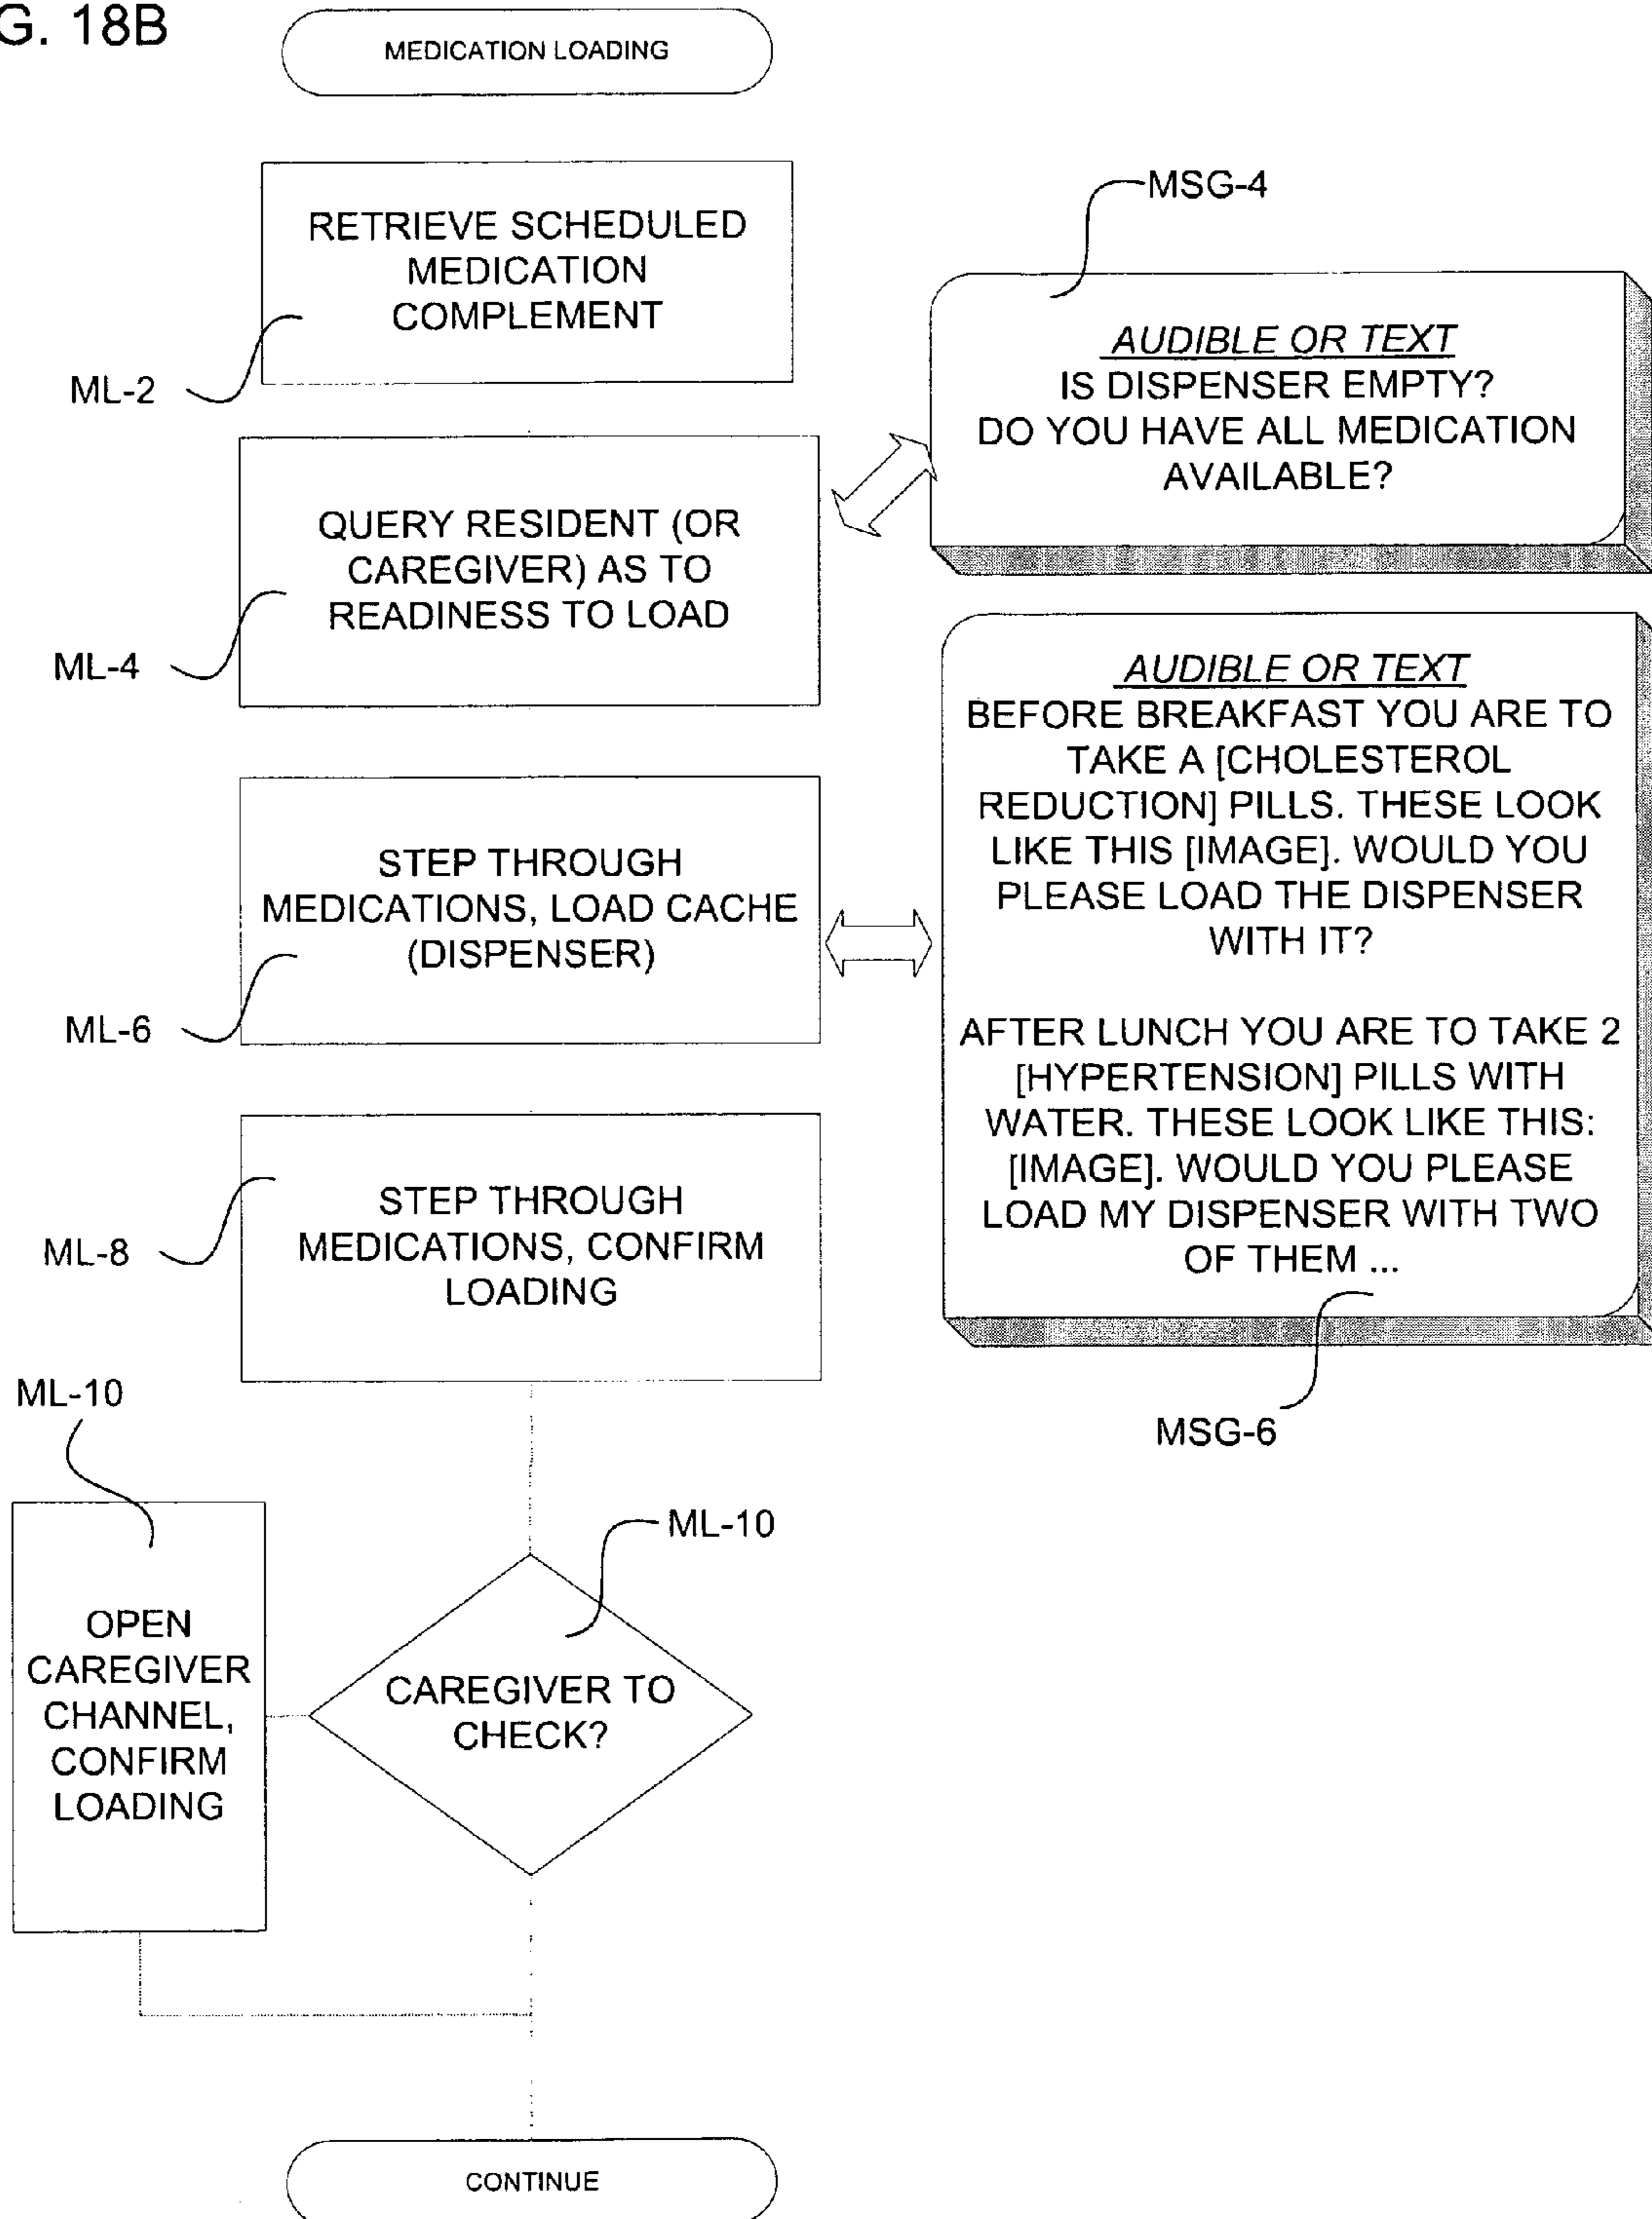 G. 18B
MEDICATION LOADING
RETRIEVE SCHEDULED
MEDICATION
COMPLEMENT
ML-2
MSG-4
AUDIBLE OR TEXT
IS DISPENSER EMPTY?
DO YOU HAVE ALL MEDICATION
AVAILABLE?
QUERY RESIDENT (OR
CAREGIVER) AS TO
READINESS TO LOAD
ML-4
AUDIBLE OR TEXT
BEFORE BREAKFAST YOU ARE TO
TAKE A [CHOLESTEROL
REDUCTION] PILLS. THESE LOOK
LIKE THIS [IMAGE]. WOULD YOU
PLEASE LOAD THE DISPENSER
WITH IT?
AFTER LUNCH YOU ARE TO TAKE 2
[HYPERTENSION] PILLS WITH
WATER. THESE LOOK LIKE THIS:
[IMAGE]. WOULD YOU PLEASE
LOAD MY DISPENSER WITH TWO
OF THEM ...
MSG-6
STEP THROUGH
MEDICATIONS, LOAD CACHE
(DISPENSER)
ML-6
STEP THROUGH
MEDICATIONS, CONFIRM
LOADING
ML-8
ML-10
OPEN
CAREGIVER
CHANNEL,
CONFIRM
LOADING
ML-10
CAREGIVER TO
CHECK?
CONTINUE